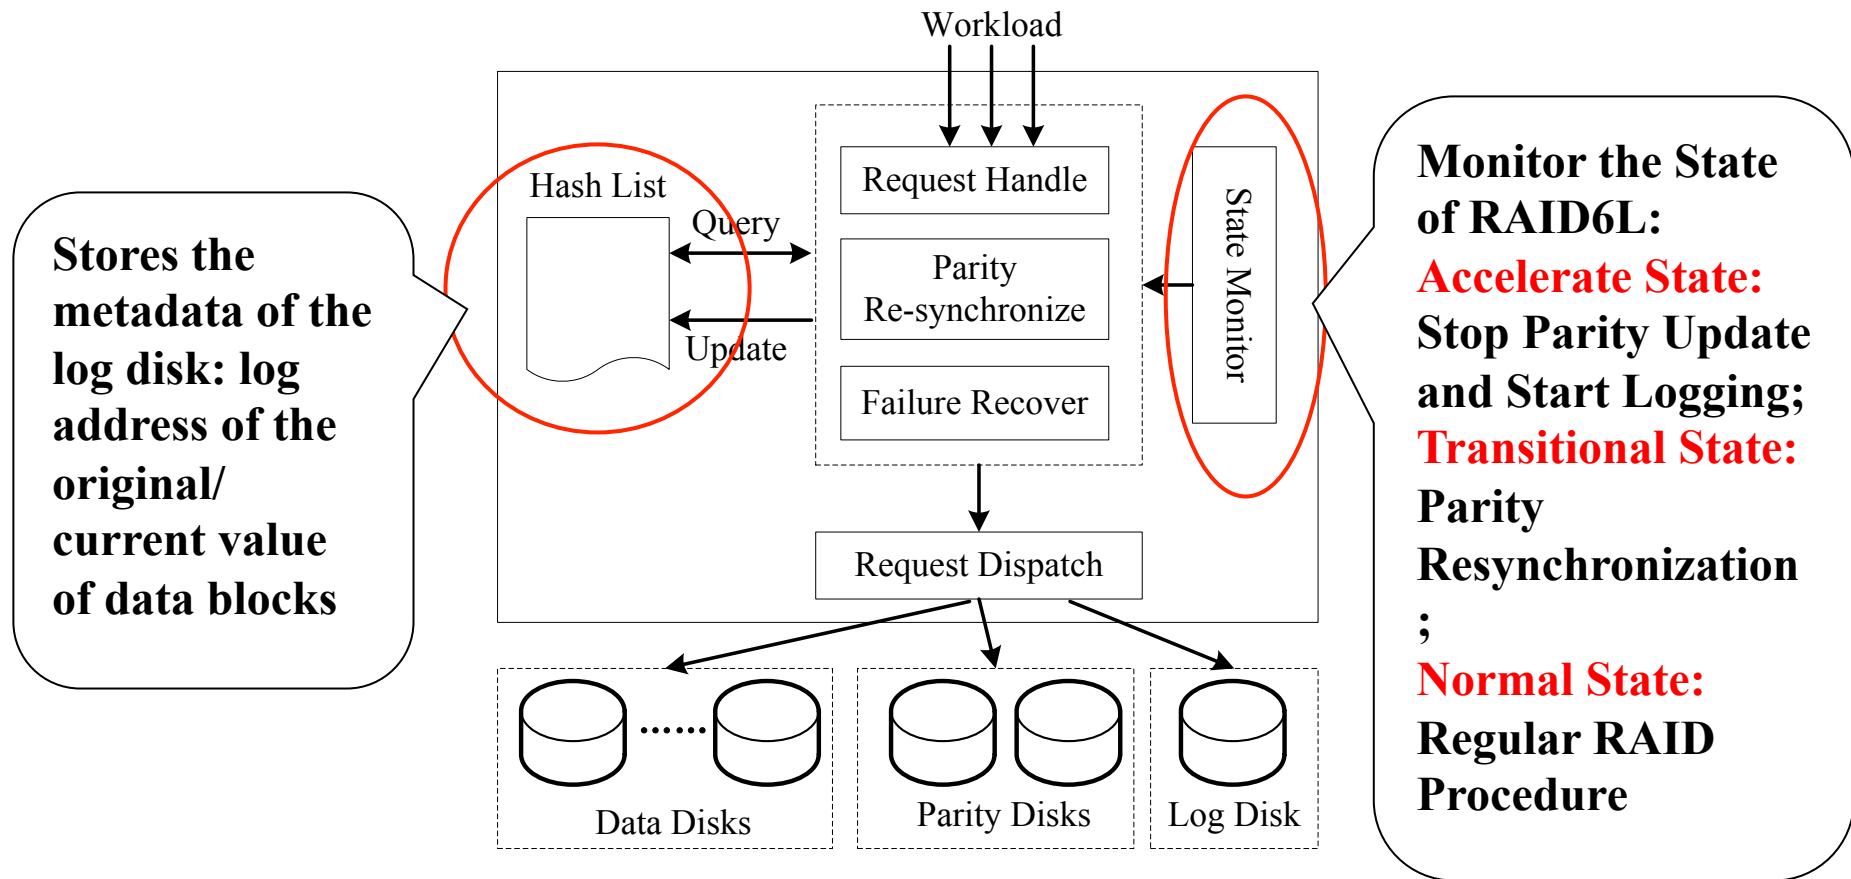 Workload
Stores the
metadata of the
log disk: log
address of the
original/
current value
of data blocks
Hash List
Query
Update
Request Handle
Parity
Re-synchronize
Failure Recover
State Monitor
Request Dispatch
Data Disks
Parity Disks
Log Disk
Monitor the State
of RAID6L:
Accelerate State:
Stop Parity Update
and Start Logging;
Transitional State:
Parity
Resynchronization
;
Normal State:
Regular RAID
Procedure